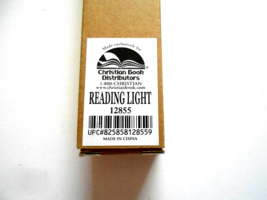 Made exclusively for
Christian Book
Distributors
1-800-CHRISTIAN
www.christianbook.com
READING LIGHT
12855
UFC#825858128559
MADE IN CHINA